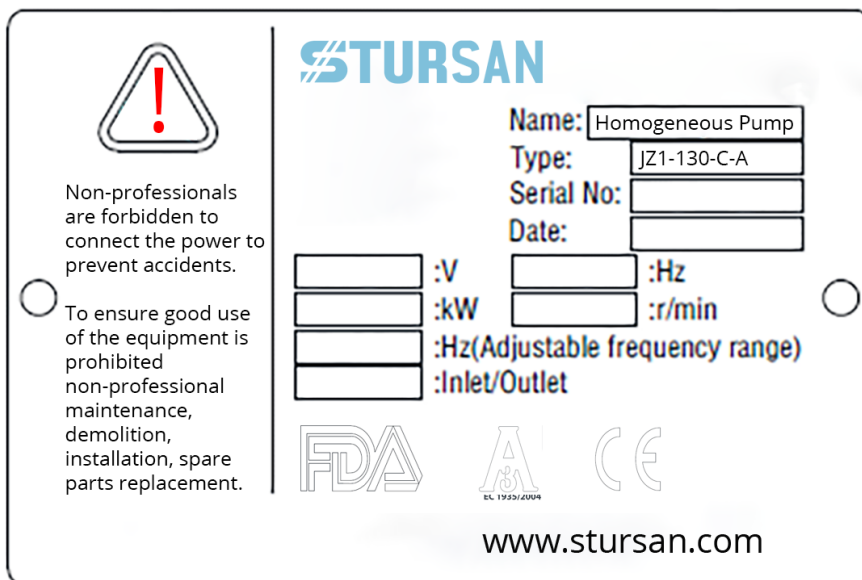 !
STURSAN
Name: Homogeneous Pump
Type: JZ1-130-C-A
Serial No:
Date:
Non-professionals
are forbidden to
connect the power to
prevent accidents.
To ensure good use
of the equipment is
prohibited
non-professional
maintenance,
demolition,
installation, spare
parts replacement.
:V :Hz
:kW :r/min
:Hz(Adjustable frequency range)
:Inlet/Outlet
FDA A3 CE
EC 1935/2004
www.stursan.com